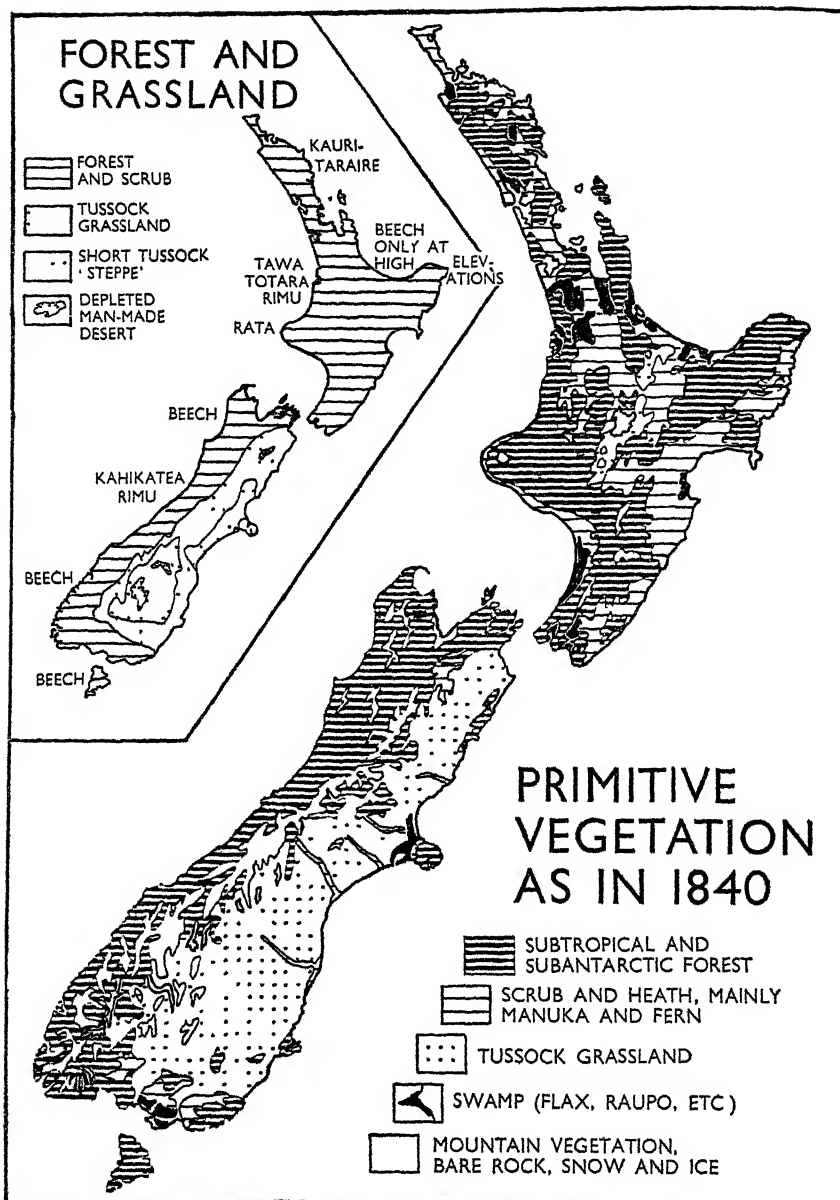 FOREST AND
GRASSLAND
FOREST
AND SCRUB
TUSSOCK
GRASSLAND
SHORT TUSSOCK
'STEPPE'
DEPLETED
MAN-MADE
DESERT
KAURI-
TARAIRE
BEECH
ONLY AT
HIGH ELEV-
ATIONS
TAWA
TOTARA
RIMU
RATA
BEECH
KAHIKATEA
RIMU
BEECH
BEECH
PRIMITIVE
VEGETATION
AS IN 1840
SUBTROPICAL AND
SUBANTARCTIC FOREST
SCRUB AND HEATH, MAINLY
MANUKA AND FERN
TUSSOCK GRASSLAND
SWAMP (FLAX, RAUPO, ETC)
MOUNTAIN VEGETATION,
BARE ROCK, SNOW AND ICE